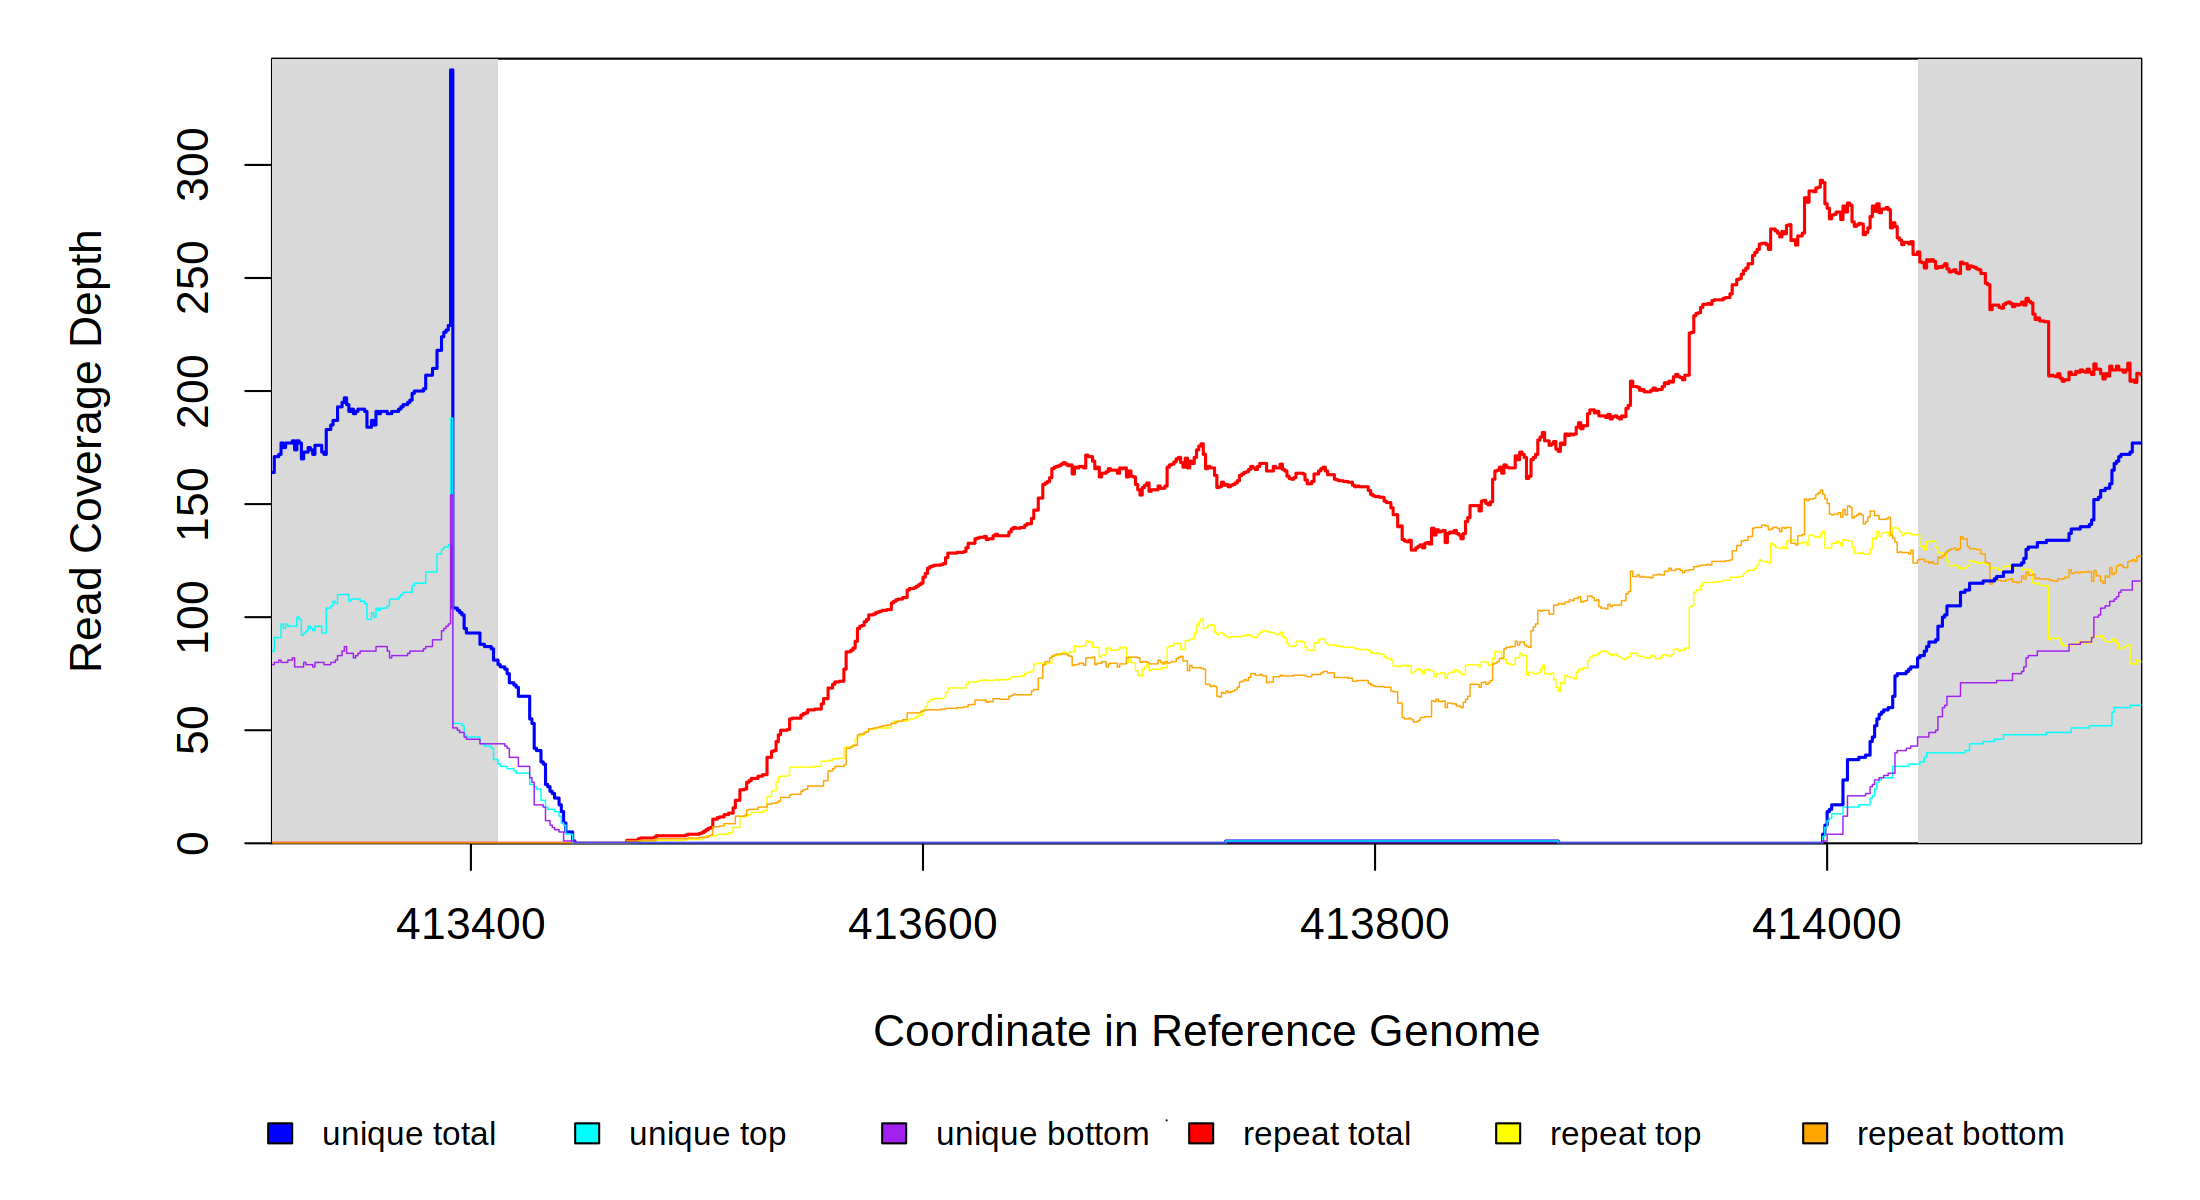 Read Coverage Depth
300
250
200
150
100
50
0
413400 413600 413800 414000
Coordinate in Reference Genome
unique total unique top unique bottom repeat total repeat top repeat bottom